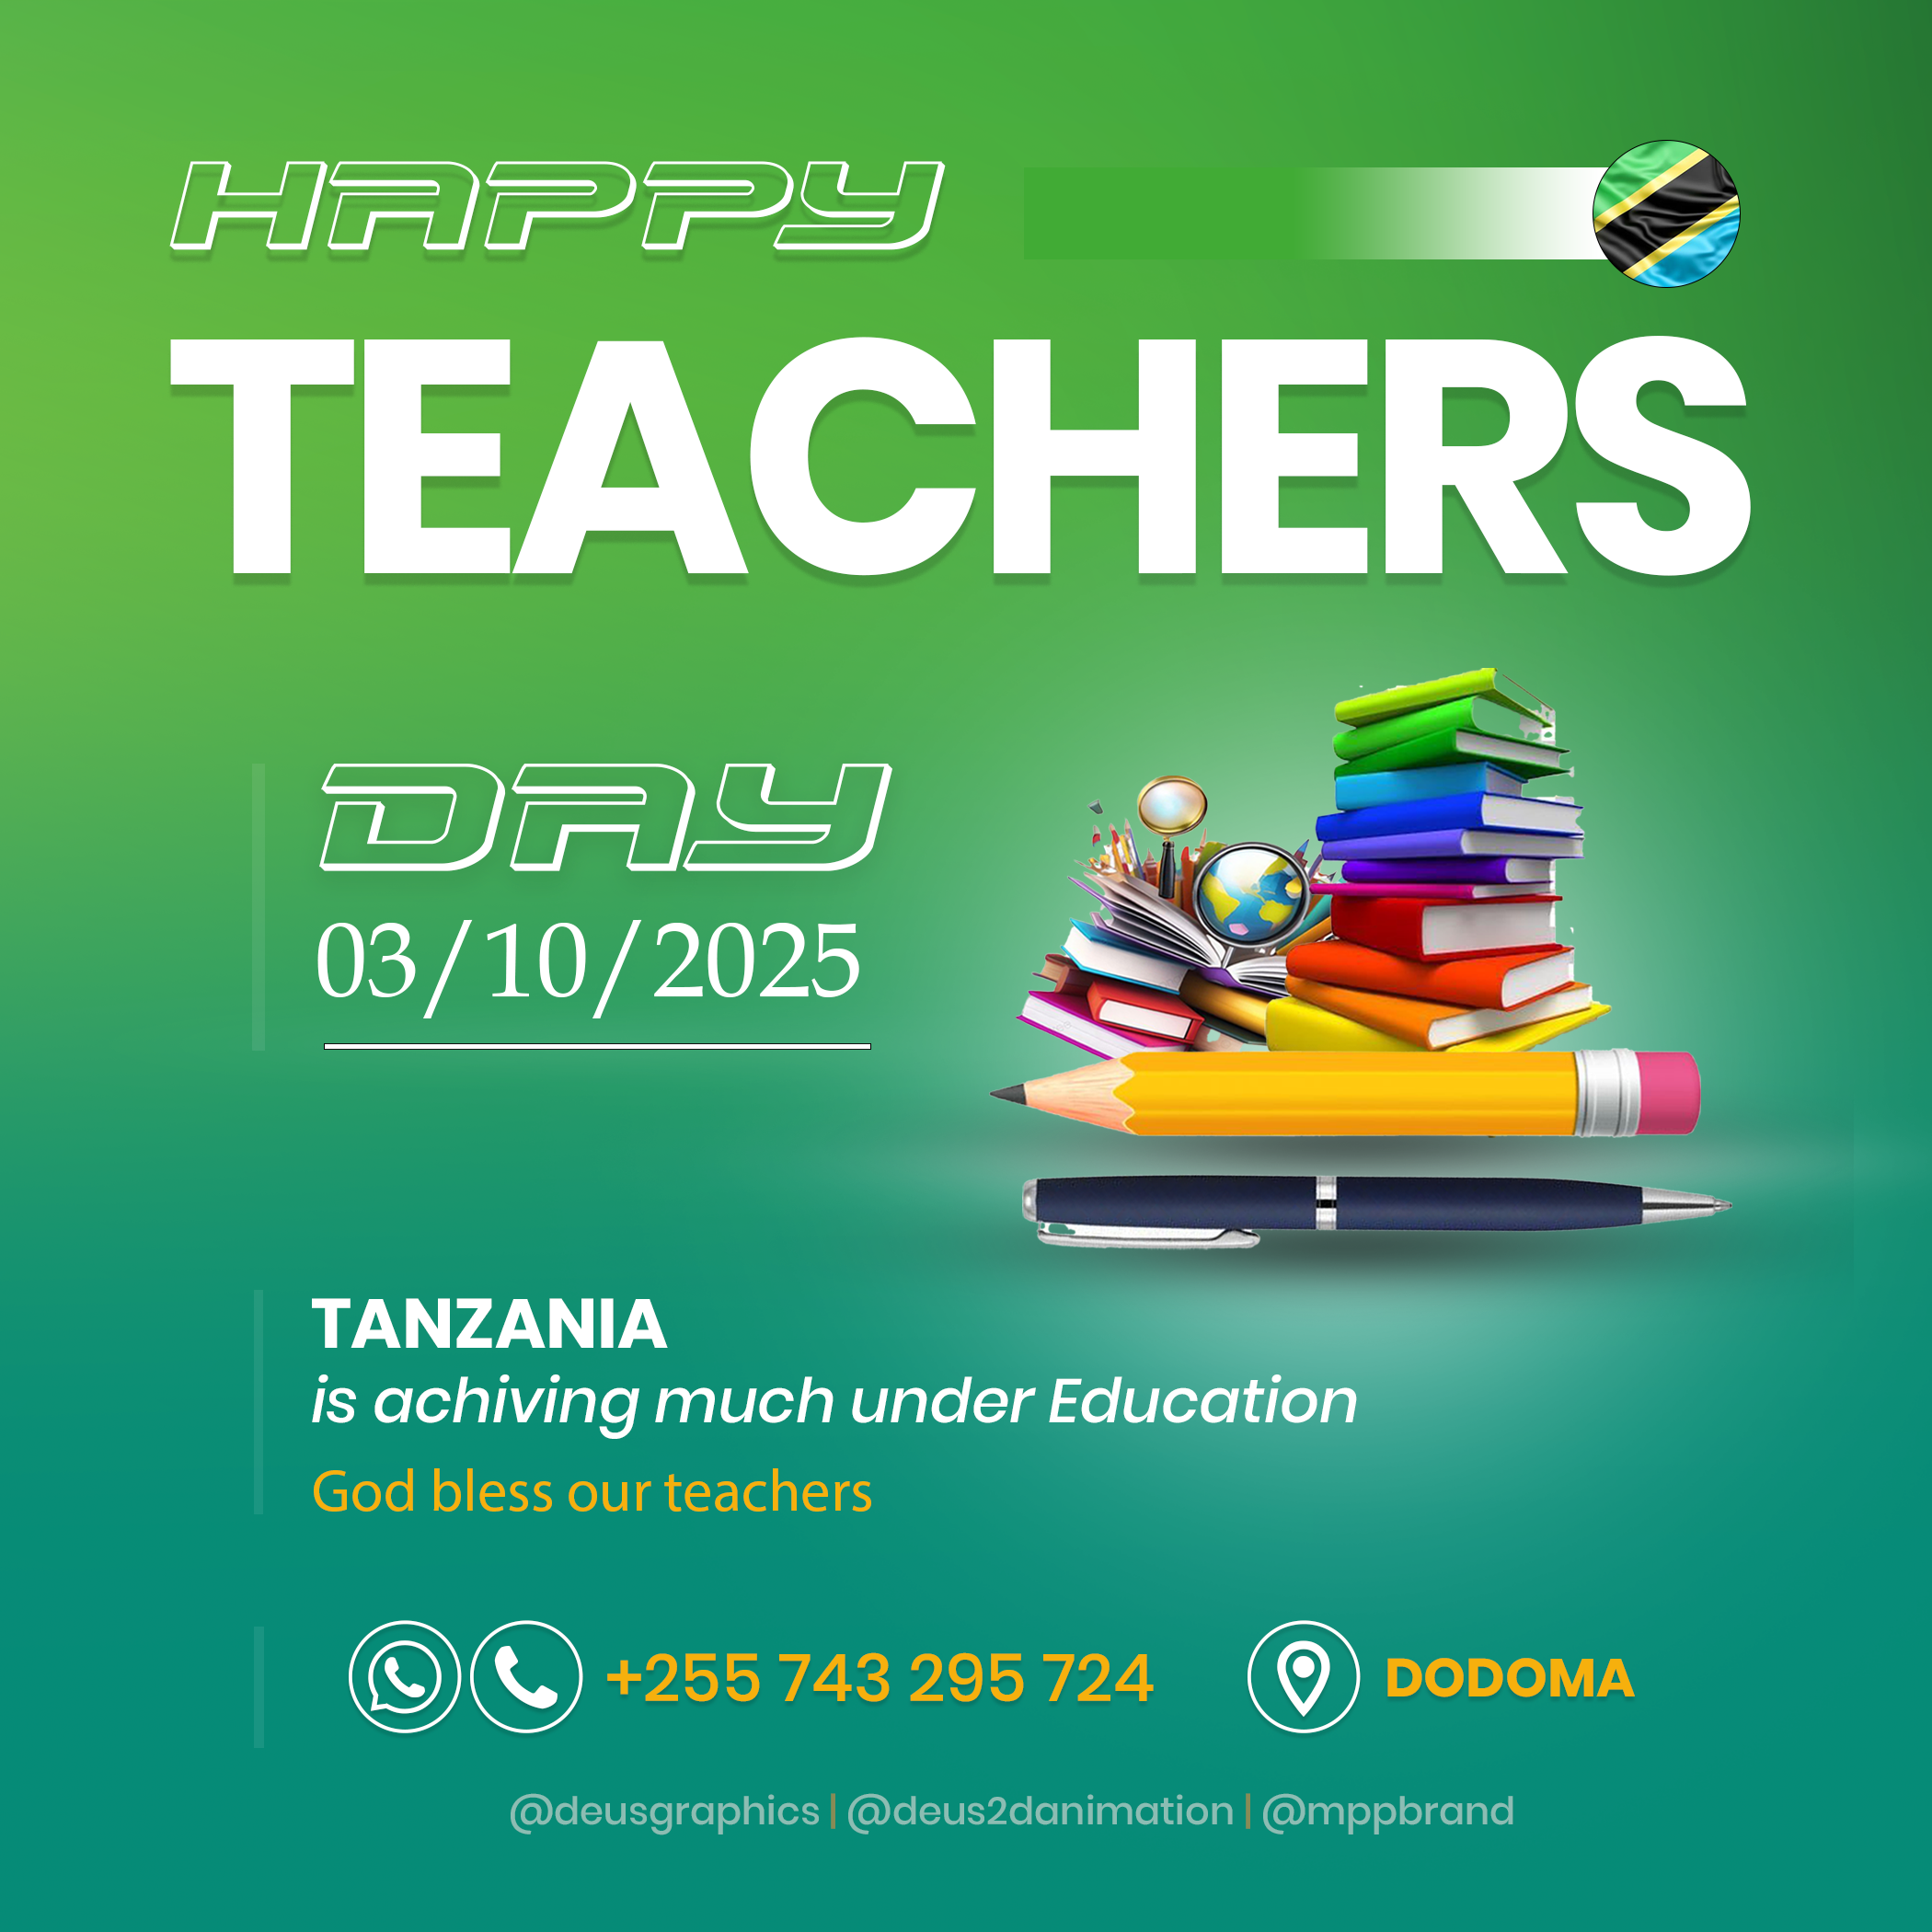 HAPPY
TEACHERS
DAY
03/10/2025
TANZANIA
is achiving much under Education
God bless our teachers
+255 743 295 724
DODOMA
@deusgraphics | @deus2danimation | @mppbrand